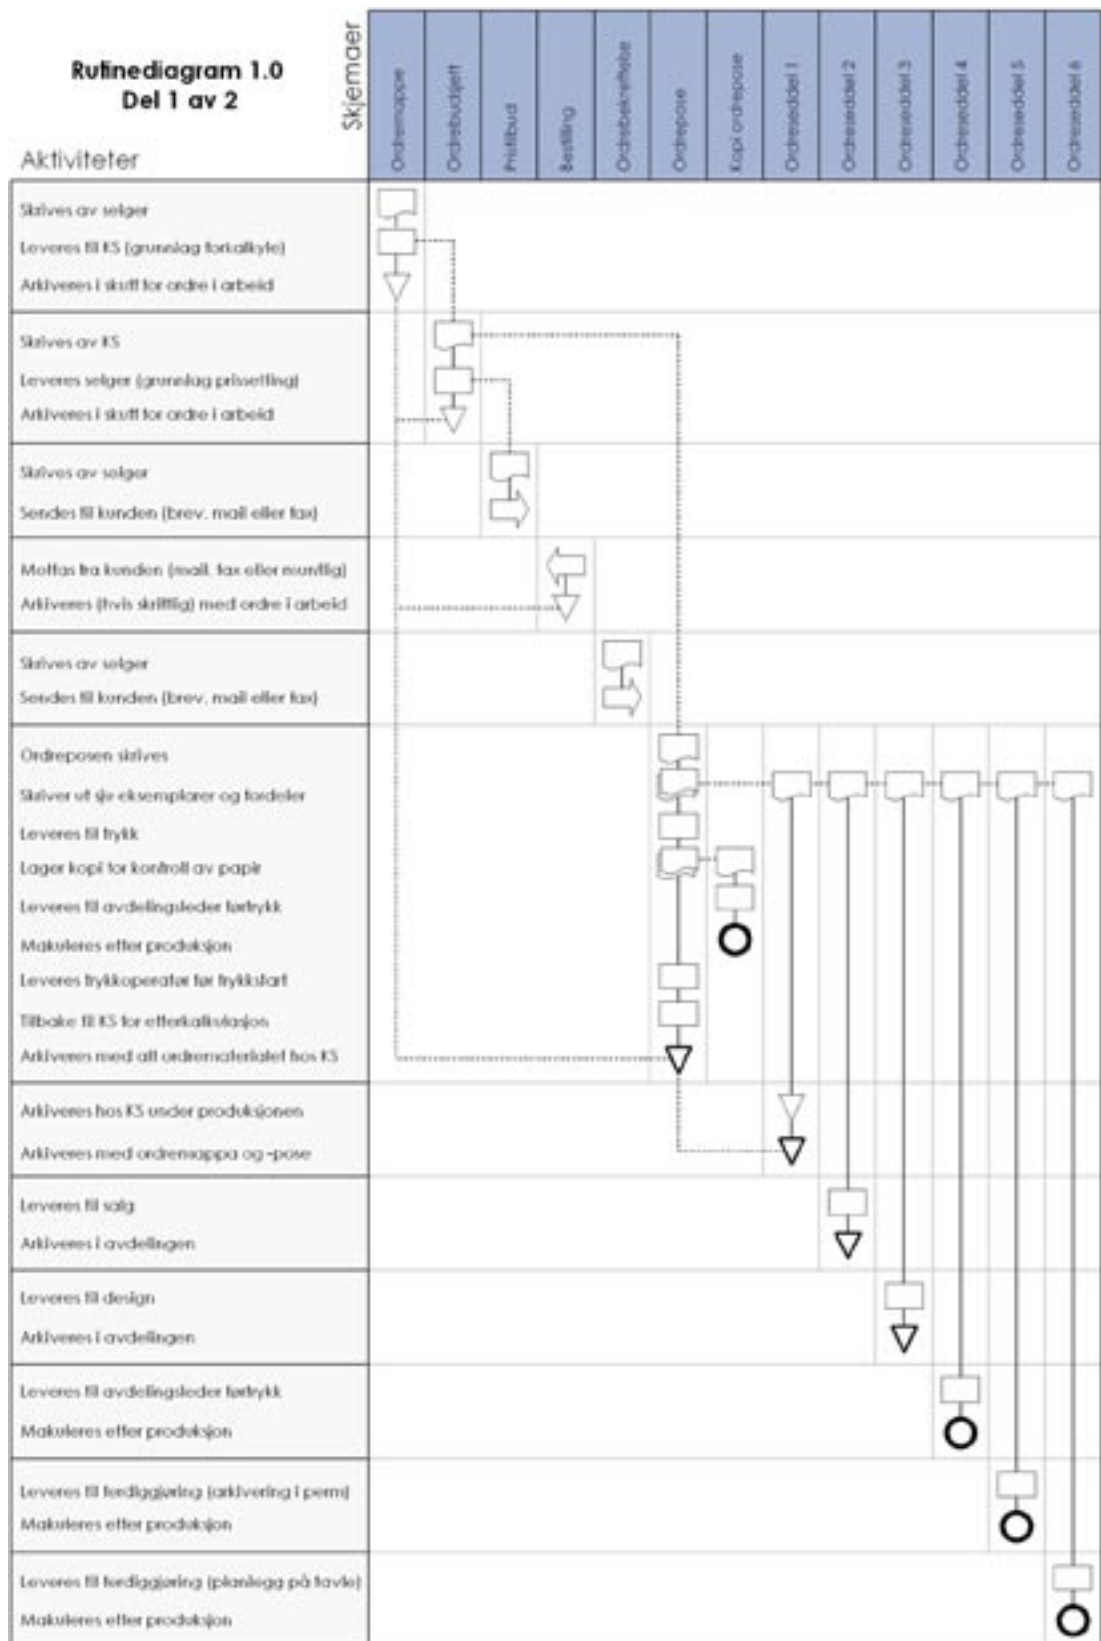 Rutinediagram 1.0
Del 1 av 2
Skjemaer
Aktiviteter
Ordremappe
Ordrebudsjett
Pristilbud
Bestilling
Ordrebekreftelse
Ordrepose
Kopi ordrepose
Ordreseddel 1
Ordreseddel 2
Ordreseddel 3
Ordreseddel 4
Ordreseddel 5
Ordreseddel 6
Skrives av selger
Leveres til KS (grunnlag forkalkyle)
Arkiveres i skuff for ordre i arbeid
Skrives av KS
Leveres selger (grunnlag prissetting)
Arkiveres i skuff for ordre i arbeid
Skrives av selger
Sendes til kunden (brev, mail eller fax)
Mottas fra kunden (mail, fax eller muntlig)
Arkiveres (hvis skriftlig) med ordre i arbeid
Skrives av selger
Sendes til kunden (brev, mail eller fax)
Ordreposen skrives
Skriver ut sju eksemplarer og fordeler
Leveres til trykk
Lager kopi for kontroll av papir
Leveres til avdelingsleder førtrykk
Makuleres etter produksjon
Leveres trykkoperatør før trykkstart
Tilbake til KS for etterkalkulasjon
Arkiveres med alt ordrematerialet hos KS
Arkiveres hos KS under produksjonen
Arkiveres med ordremappa og -pose
Leveres til salg
Arkiveres i avdelingen
Leveres til design
Arkiveres i avdelingen
Leveres til avdelingsleder førtrykk
Makuleres etter produksjon
Leveres til ferdiggjøring (arkivering i perm)
Makuleres etter produksjon
Leveres til ferdiggjøring (planlegg på tavle)
Makuleres etter produksjon